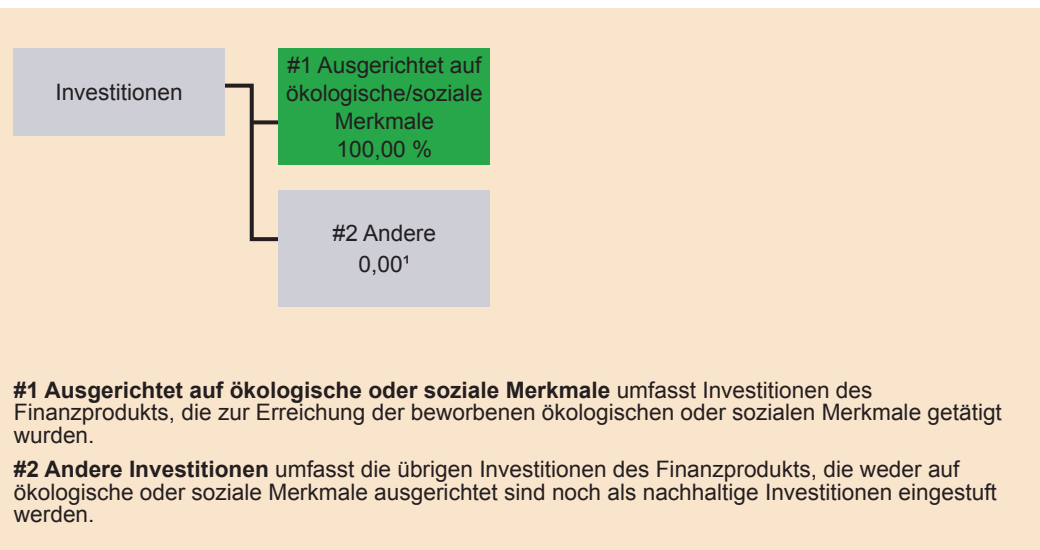 Investitionen
#1 Ausgerichtet auf
ökologische/soziale
Merkmale
100,00 %
#2 Andere
0,00¹
#1 Ausgerichtet auf ökologische oder soziale Merkmale umfasst Investitionen des
Finanzprodukts, die zur Erreichung der beworbenen ökologischen oder sozialen Merkmale getätigt
wurden.
#2 Andere Investitionen umfasst die übrigen Investitionen des Finanzprodukts, die weder auf
ökologische oder soziale Merkmale ausgerichtet sind noch als nachhaltige Investitionen eingestuft
werden.